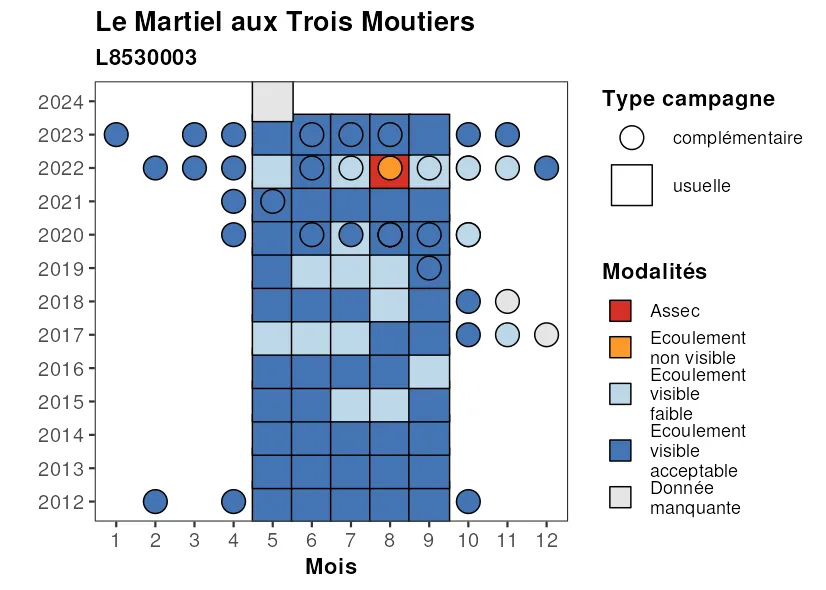 Le Martiel aux Trois Moutiers
L8530003
2024
2023
2022
2021
2020
2019
2018
2017
2016
2015
2014
2013
2012
1 2 3 4 5 6 7 8 9 10 11 12
Mois
Type campagne
complémentaire
usuelle
Modalités
Assec
Ecoulement
non visible
Ecoulement
visible
faible
Ecoulement
visible
acceptable
Donnée
manquante